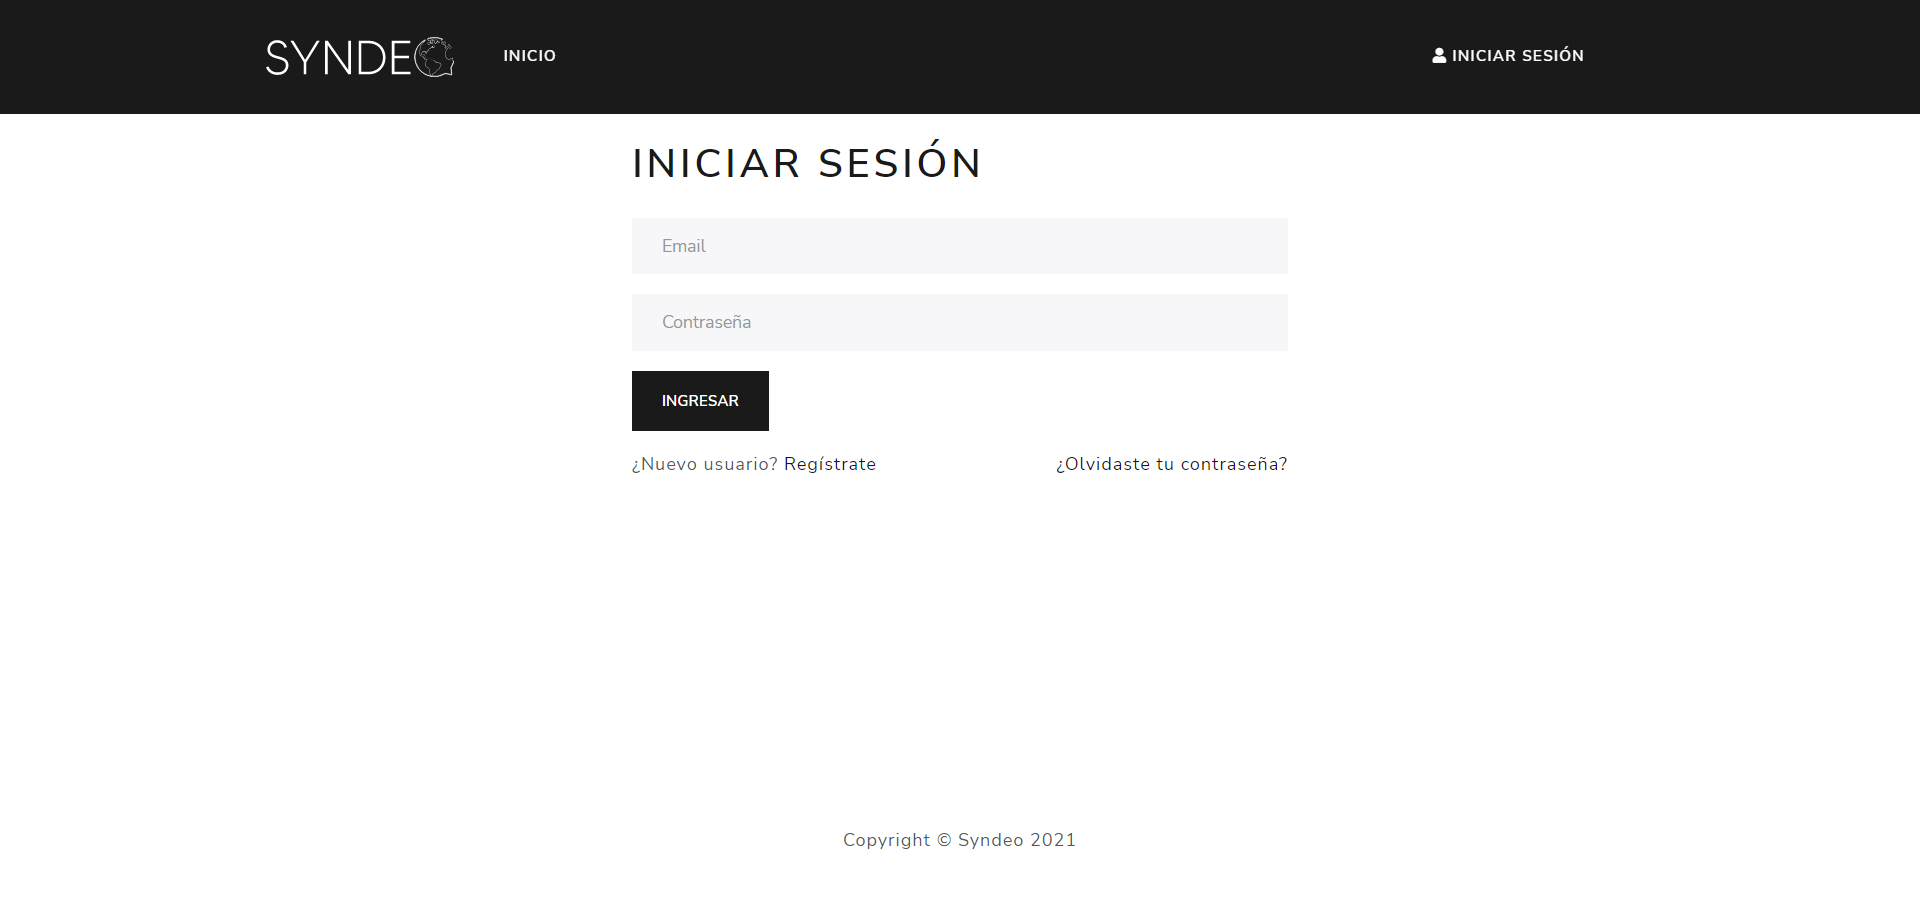 SYNDEO
INICIO
INICIAR SESIÓN
INICIAR SESIÓN
Email
Contraseña
INGRESAR
¿Nuevo usuario? Regístrate
¿Olvidaste tu contraseña?
Copyright © Syndeo 2021